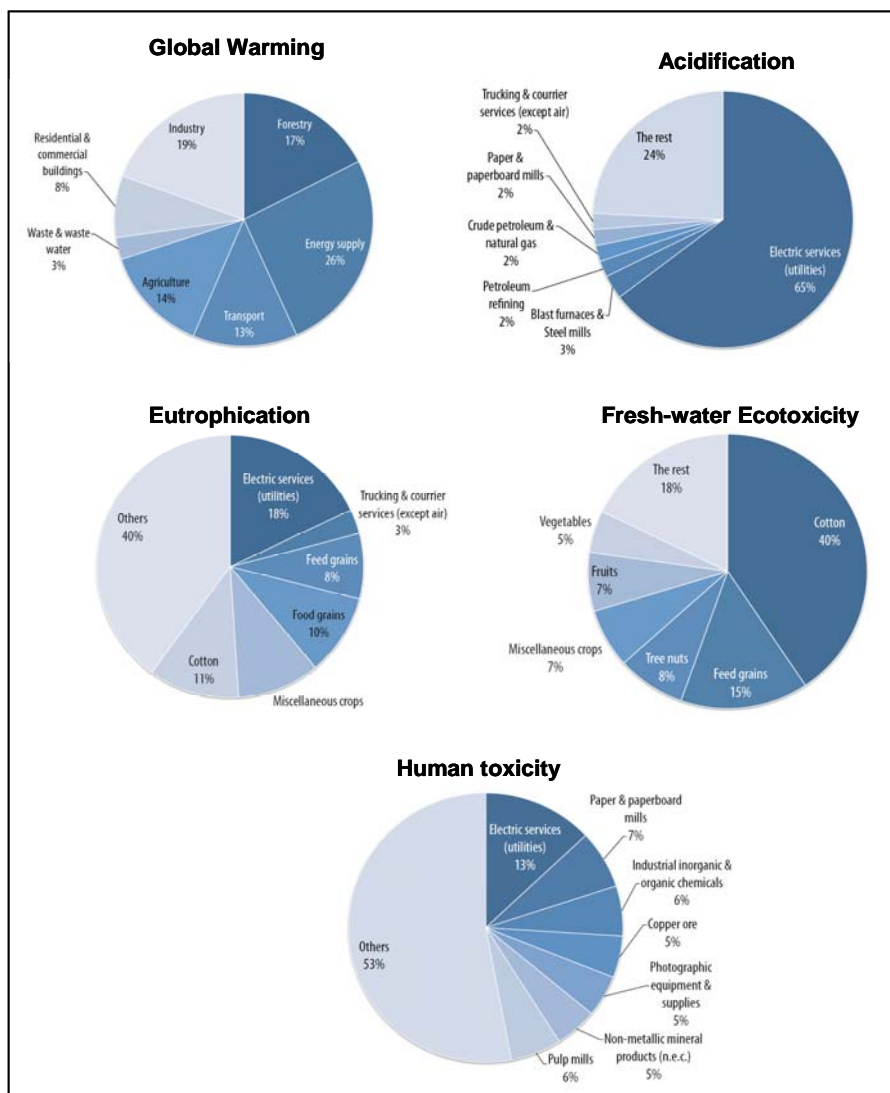 Global Warming
Industry
19%
Forestry
17%
Residential &
commercial
buildings
8%
Waste & waste
water
3%
Energy supply
26%
Agriculture
14%
Transport
13%
Acidification
Trucking & courrier
services (except air)
2%
The rest
24%
Paper &
paperboard mills
2%
Crude petroleum &
natural gas
2%
Petroleum
refining
2%
Blast furnaces &
Steel mills
3%
Electric services
(utilities)
65%
Eutrophication
Electric services
(utilities)
18%
Trucking & courrier
services (except air)
3%
Others
40%
Feed grains
8%
Food grains
10%
Cotton
11%
Miscellaneous crops
Fresh-water Ecotoxicity
The rest
18%
Cotton
40%
Vegetables
5%
Fruits
7%
Miscellaneous crops
7%
Tree nuts
8%
Feed grains
15%
Human toxicity
Electric services
(utilities)
13%
Paper & paperboard
mills
7%
Industrial inorganic &
organic chemicals
6%
Copper ore
5%
Others
53%
Photographic
equipment &
supplies
5%
Non-metallic mineral
products (n.e.c.)
5%
Pulp mills
6%